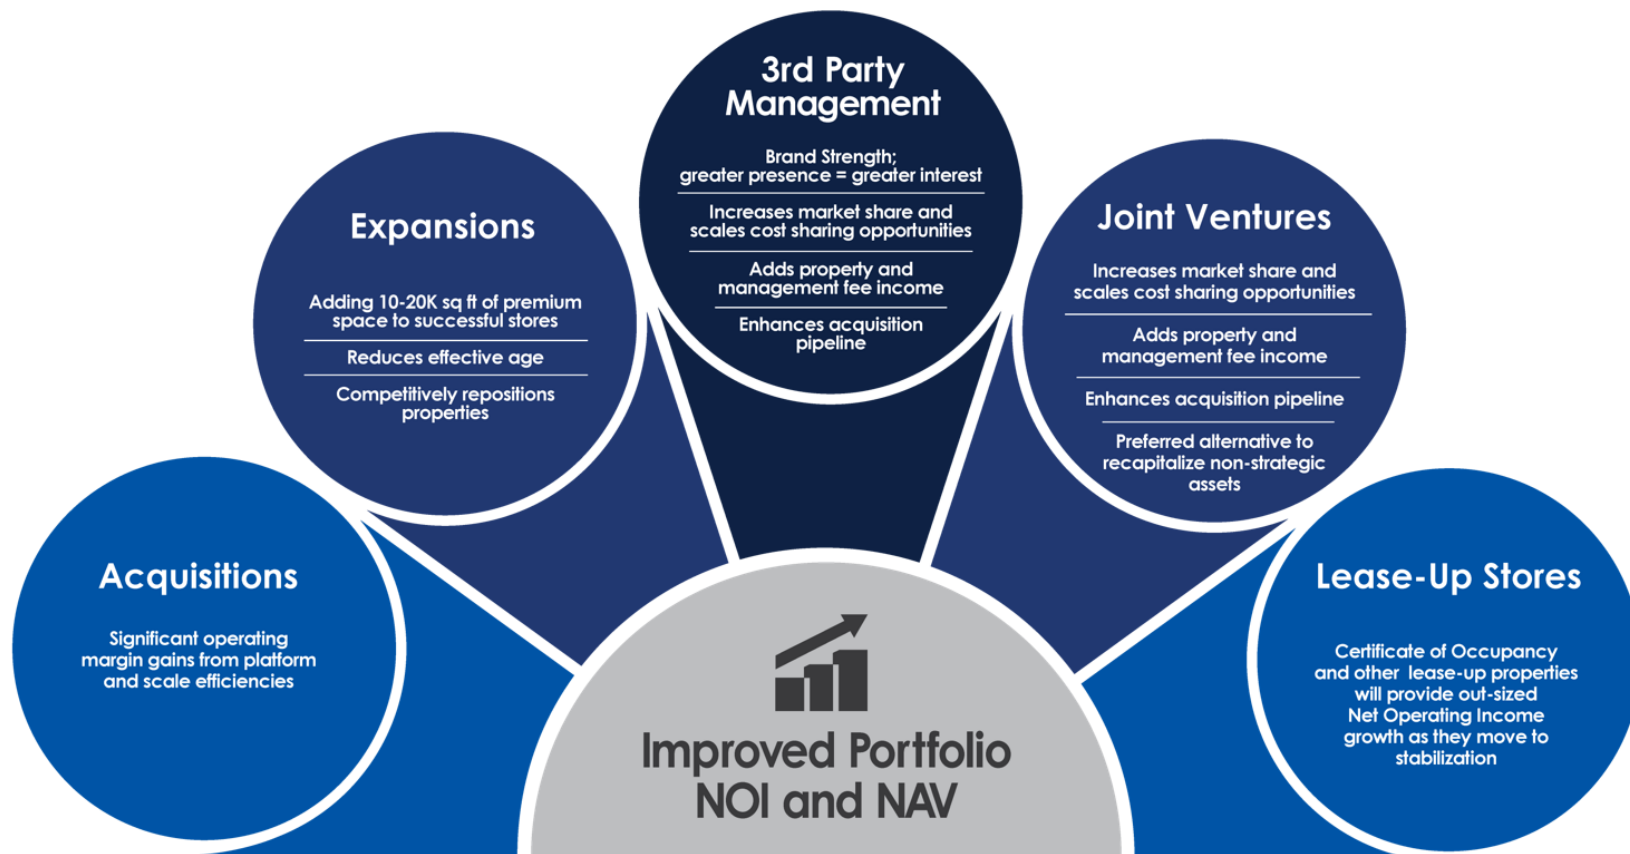 3rd Party
Management
Brand Strength;
greater presence = greater interest
Increases market share and
scales cost sharing opportunities
Adds property and
management fee income
Enhances acquisition
pipeline
Expansions
Adding 10-20K sq ft of premium
space to successful stores
Reduces effective age
Competitively repositions
properties
Joint Ventures
Increases market share and
scales cost sharing opportunities
Adds property and
management fee income
Enhances acquisition pipeline
Preferred alternative to
recapitalize non-strategic
assets
Acquisitions
Significant operating
margin gains from platform
and scale efficiencies
Lease-Up Stores
Certificate of Occupancy
and other lease-up properties
will provide out-sized
Net Operating Income
growth as they move to
stabilization
Improved Portfolio
NOI and NAV